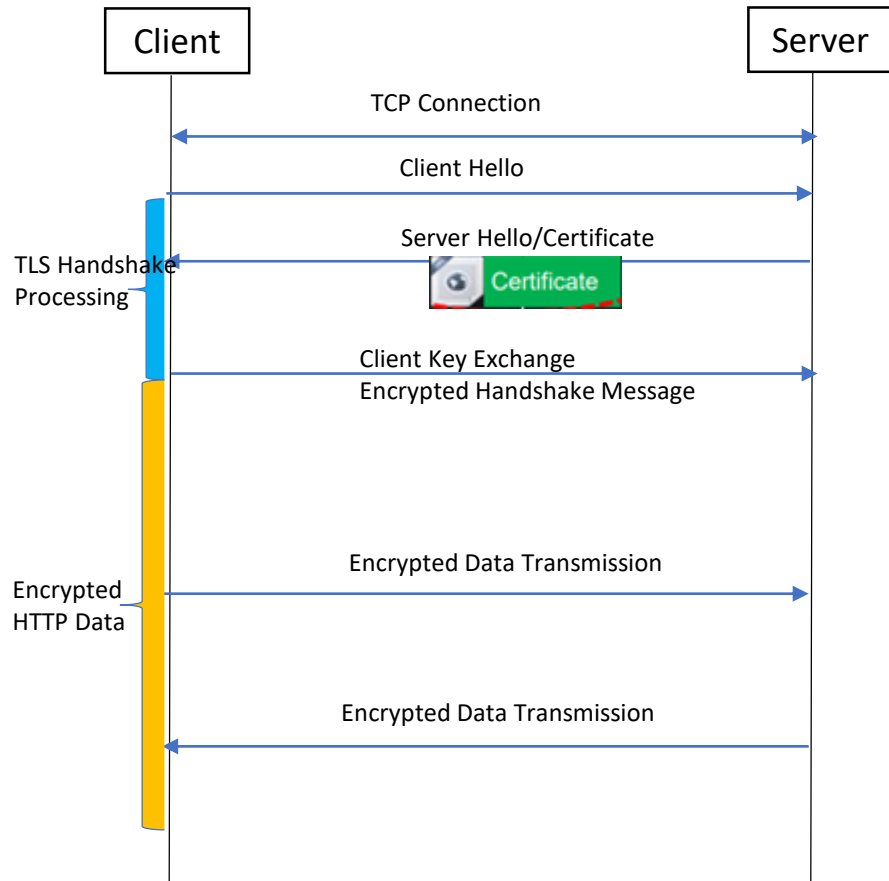 Client
Server
TCP Connection
Client Hello
Server Hello/Certificate
Certificate
TLS Handshake
Processing
Client Key Exchange
Encrypted Handshake Message
Encrypted Data Transmission
Encrypted
HTTP Data
Encrypted Data Transmission